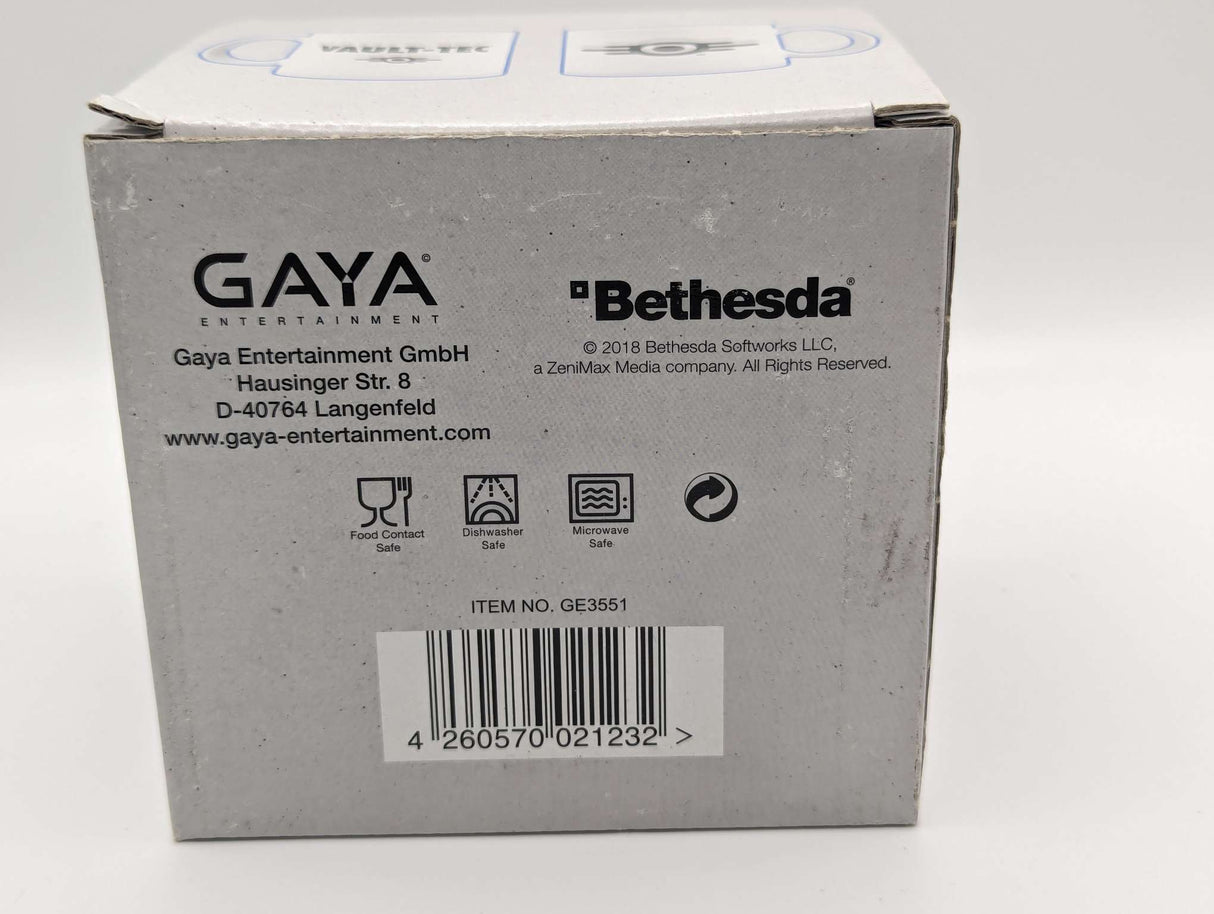 VAULT-TEC
GAYA©
ENTERTAINMENT
Gaya Entertainment GmbH
Hausinger Str. 8
D-40764 Langenfeld
www.gaya-entertainment.com
Bethesda®
© 2018 Bethesda Softworks LLC,
a ZeniMax Media company. All Rights Reserved.
Food Contact
Safe
Dishwasher
Safe
Microwave
Safe
ITEM NO. GE3551
4 260570 021232 >